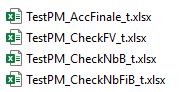 TestPM_AccFinale_t.xlsx
TestPM_CheckFV_t.xlsx
TestPM_CheckNbB_t.xlsx
TestPM_CheckNbFiB_t.xlsx